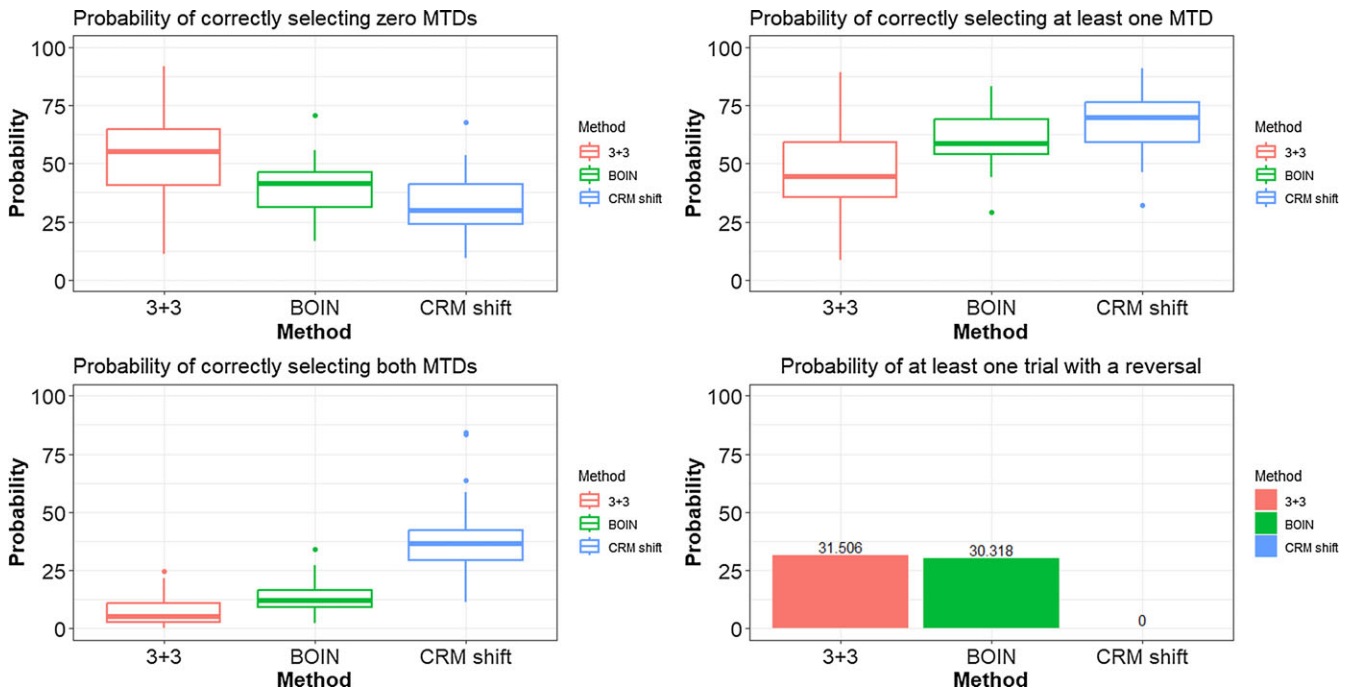 Probability of correctly selecting zero MTDs
100
75
50
25
0
Probability
3+3
BOIN
CRM shift
Method
Method
3+3
BOIN
CRM shift
Probability of correctly selecting at least one MTD
100
75
50
25
0
Probability
3+3
BOIN
CRM shift
Method
Method
3+3
BOIN
CRM shift
Probability of correctly selecting both MTDs
100
75
50
25
0
Probability
3+3
BOIN
CRM shift
Method
Method
3+3
BOIN
CRM shift
Probability of at least one trial with a reversal
100
75
50
25
0
Probability
31.506
30.318
0
3+3
BOIN
CRM shift
Method
Method
3+3
BOIN
CRM shift